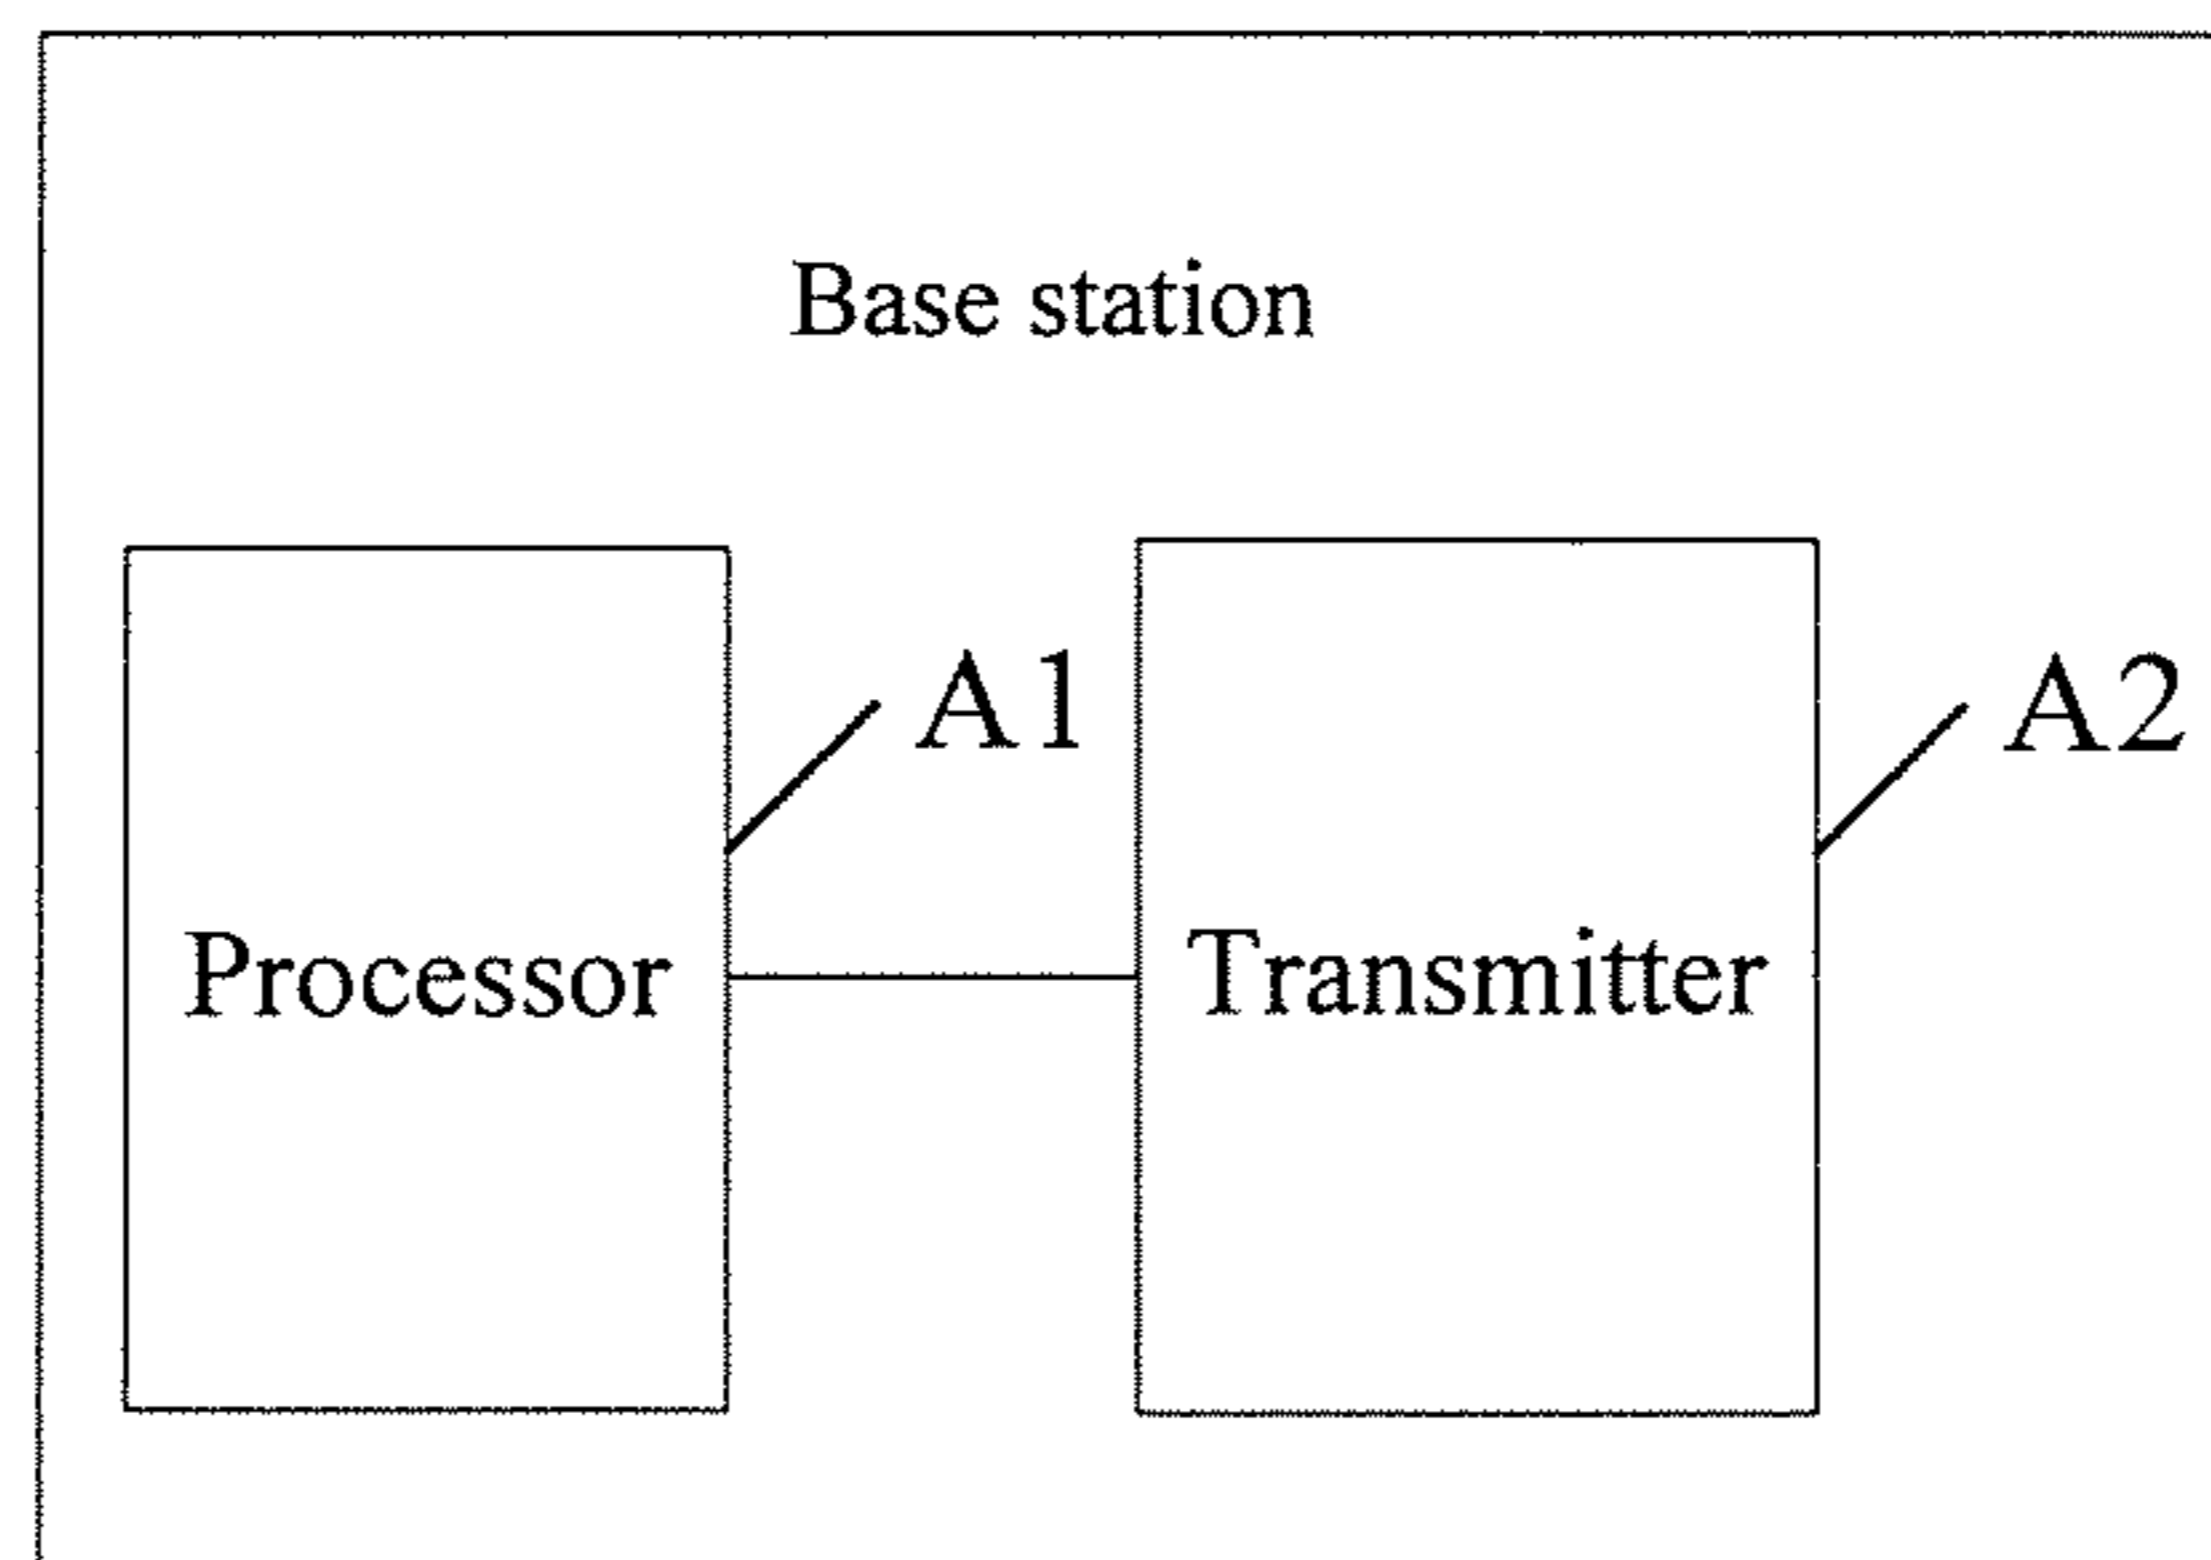 Base station
A1
A2
Processor
Transmitter